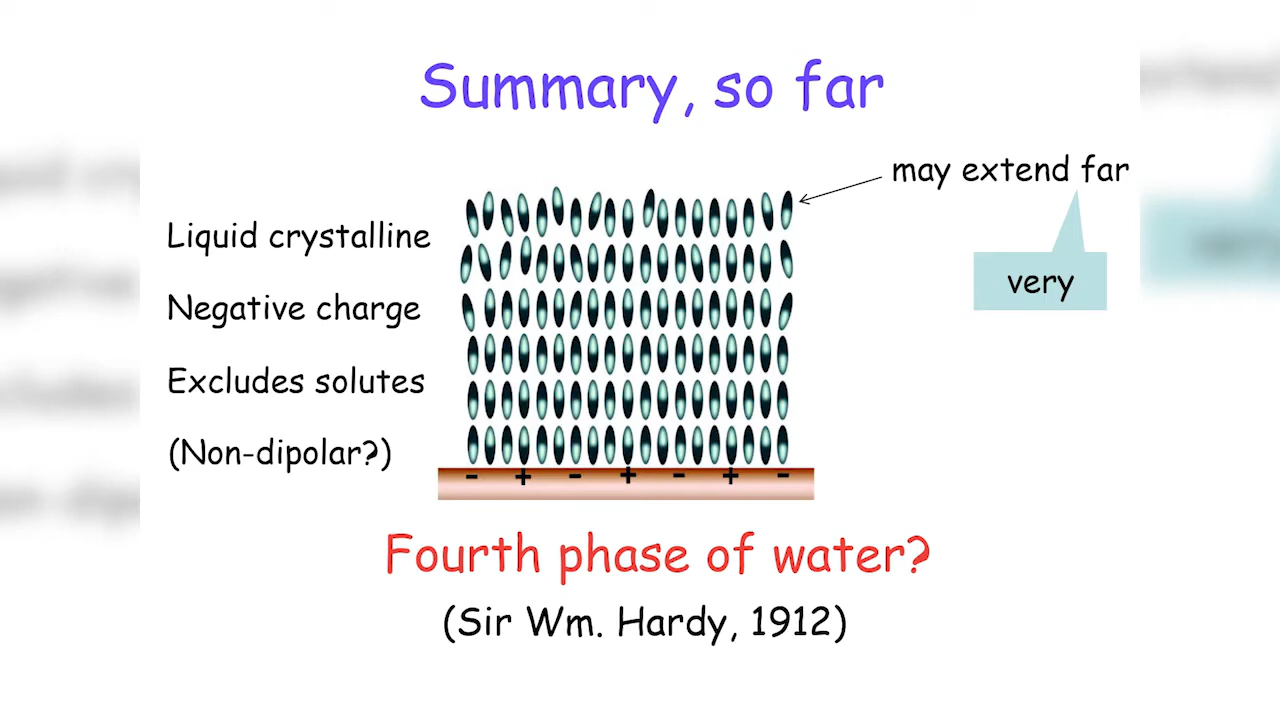 Summary, so far
may extend far
very
Liquid crystalline
Negative charge
Excludes solutes
(Non-dipolar?)
- + - + - + -
Fourth phase of water?
(Sir Wm. Hardy, 1912)